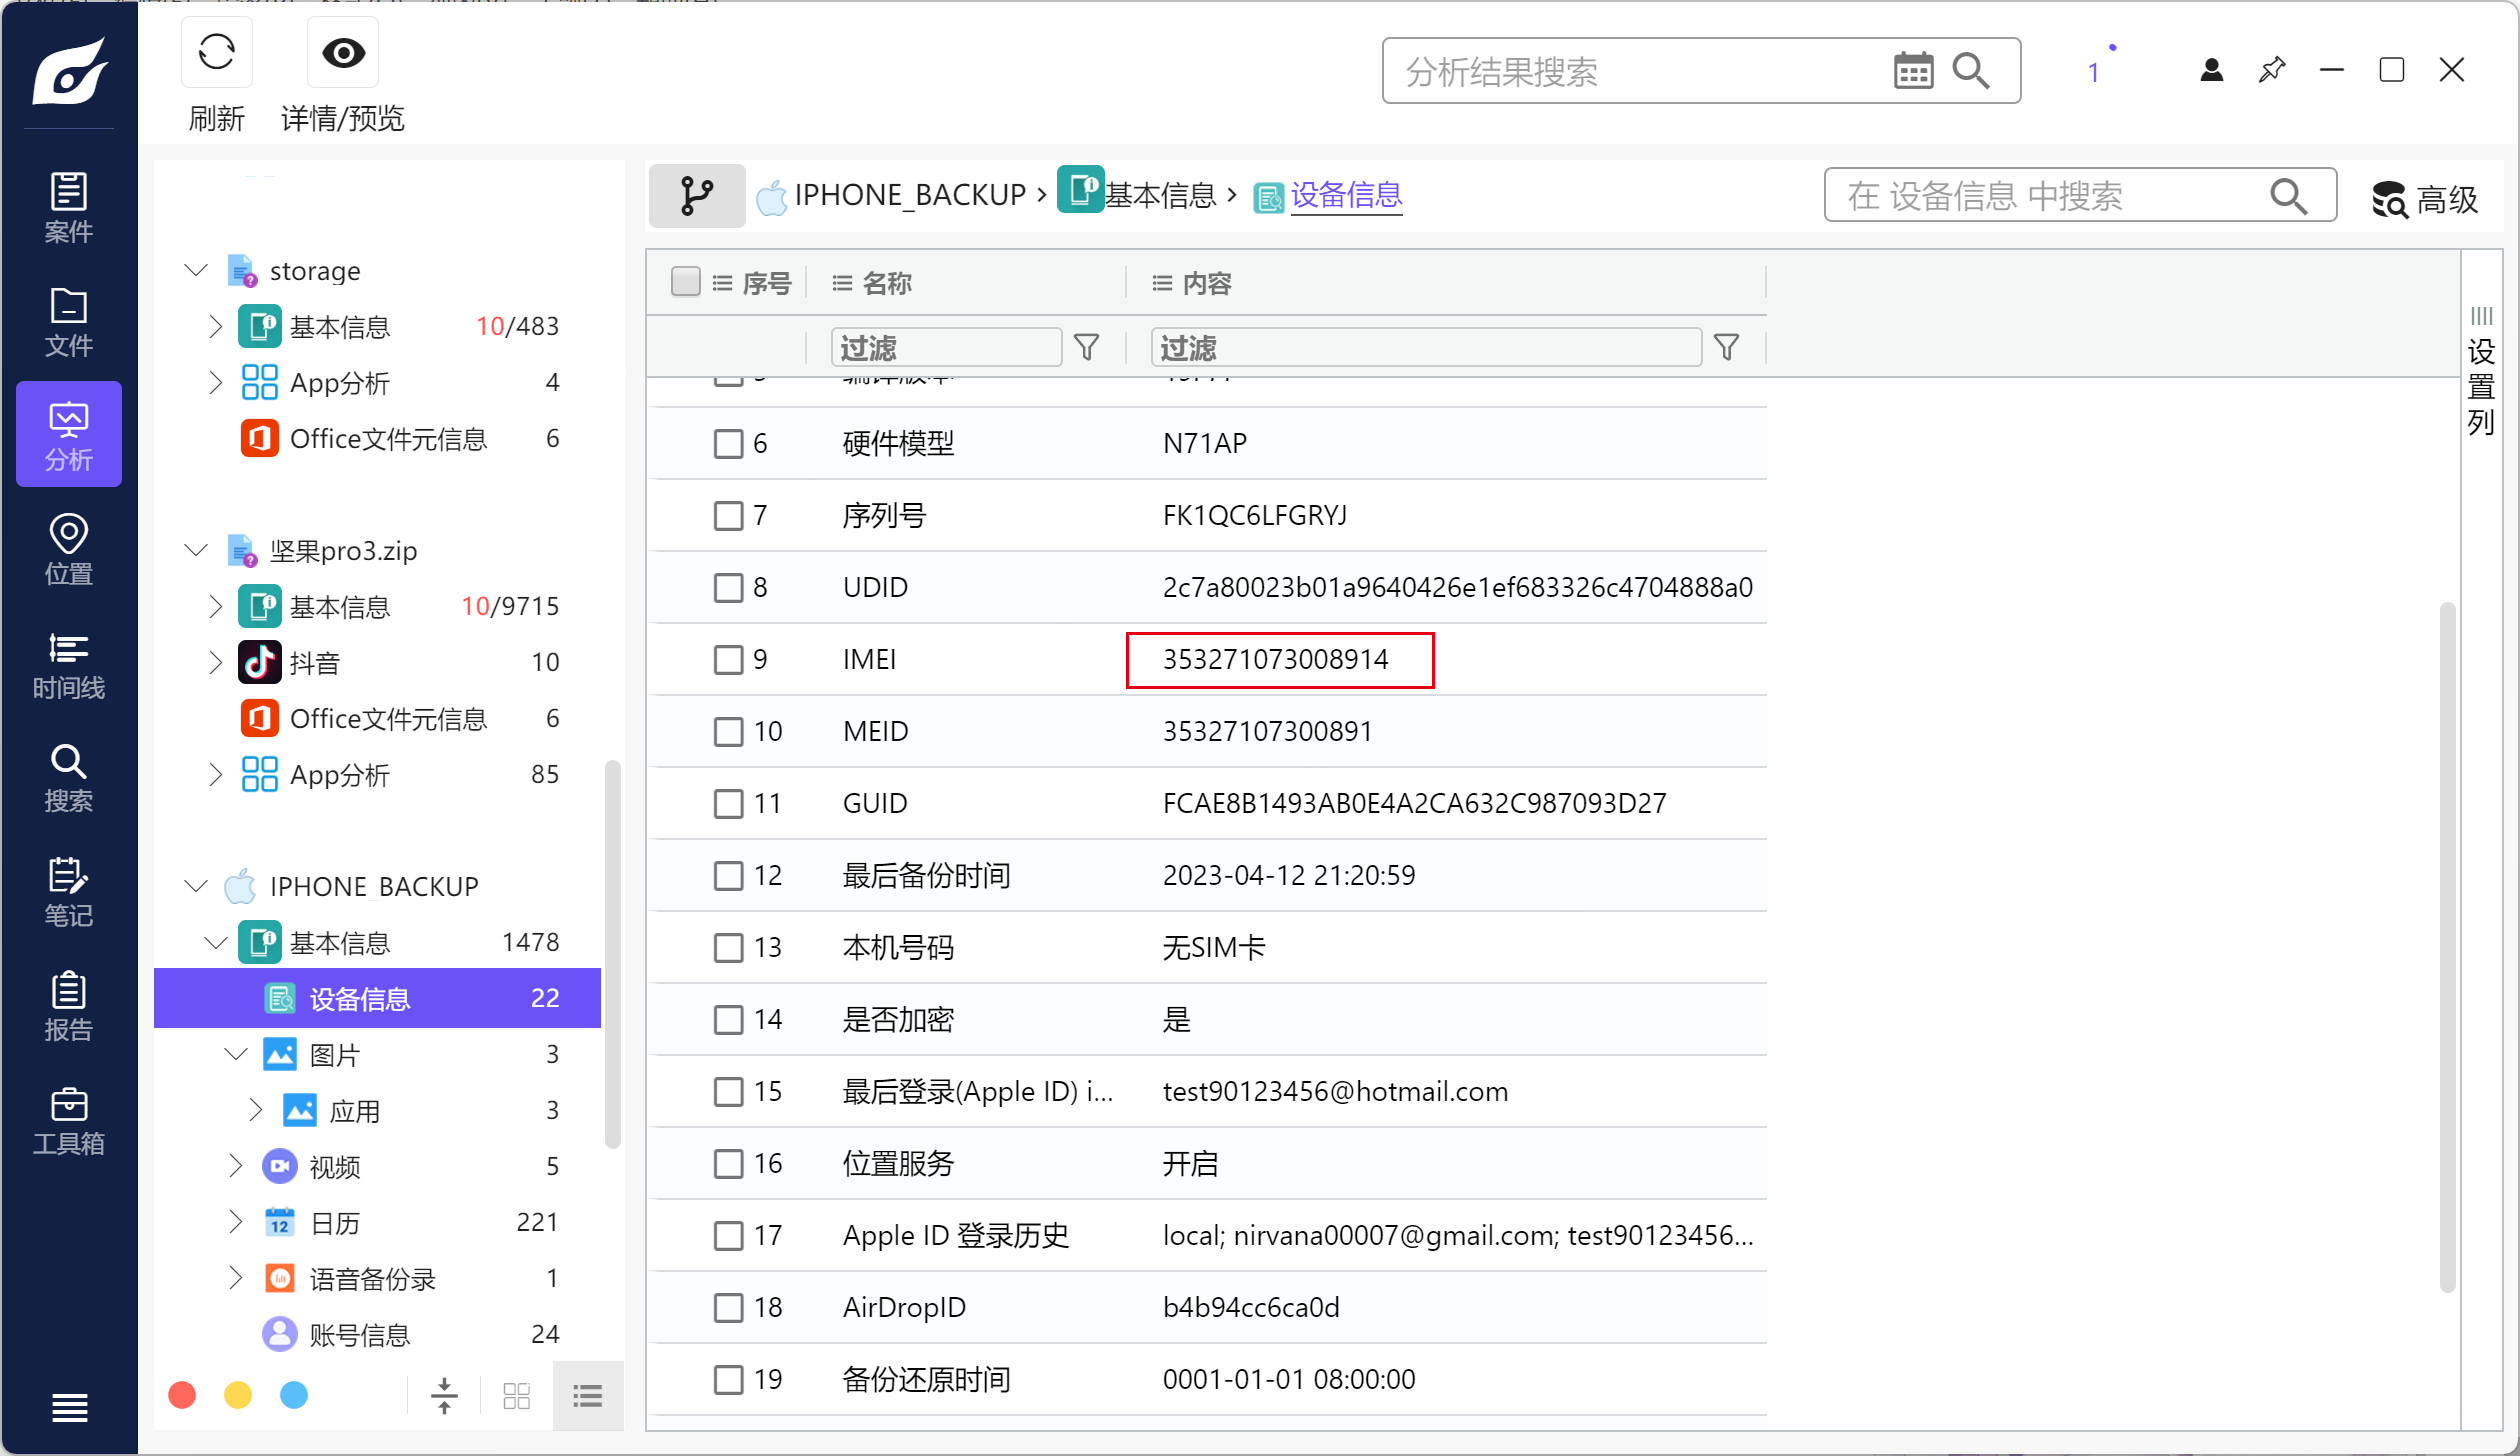 刷新
详情/预览
分析结果搜索
1
案件
文件
分析
位置
时间线
搜索
笔记
报告
工具箱
storage
基本信息 10/483
App分析 4
Office文件元信息 6
坚果pro3.zip
基本信息 10/9715
抖音 10
Office文件元信息 6
App分析 85
IPHONE_BACKUP
基本信息 1478
设备信息 22
图片 3
应用 3
视频 5
12 日历 221
语音备份录 1
账号信息 24
IPHONE_BACKUP › 基本信息 › 设备信息
在 设备信息 中搜索
高级
序号 名称 内容
过滤 过滤
6 硬件模型 N71AP
7 序列号 FK1QC6LFGRYJ
8 UDID 2c7a80023b01a9640426e1ef683326c4704888a0
9 IMEI 353271073008914
10 MEID 35327107300891
11 GUID FCAE8B1493AB0E4A2CA632C987093D27
12 最后备份时间 2023-04-12 21:20:59
13 本机号码 无SIM卡
14 是否加密 是
15 最后登录(Apple ID) i... test90123456@hotmail.com
16 位置服务 开启
17 Apple ID 登录历史 local; nirvana00007@gmail.com; test90123456...
18 AirDropID b4b94cc6ca0d
19 备份还原时间 0001-01-01 08:00:00
设置列